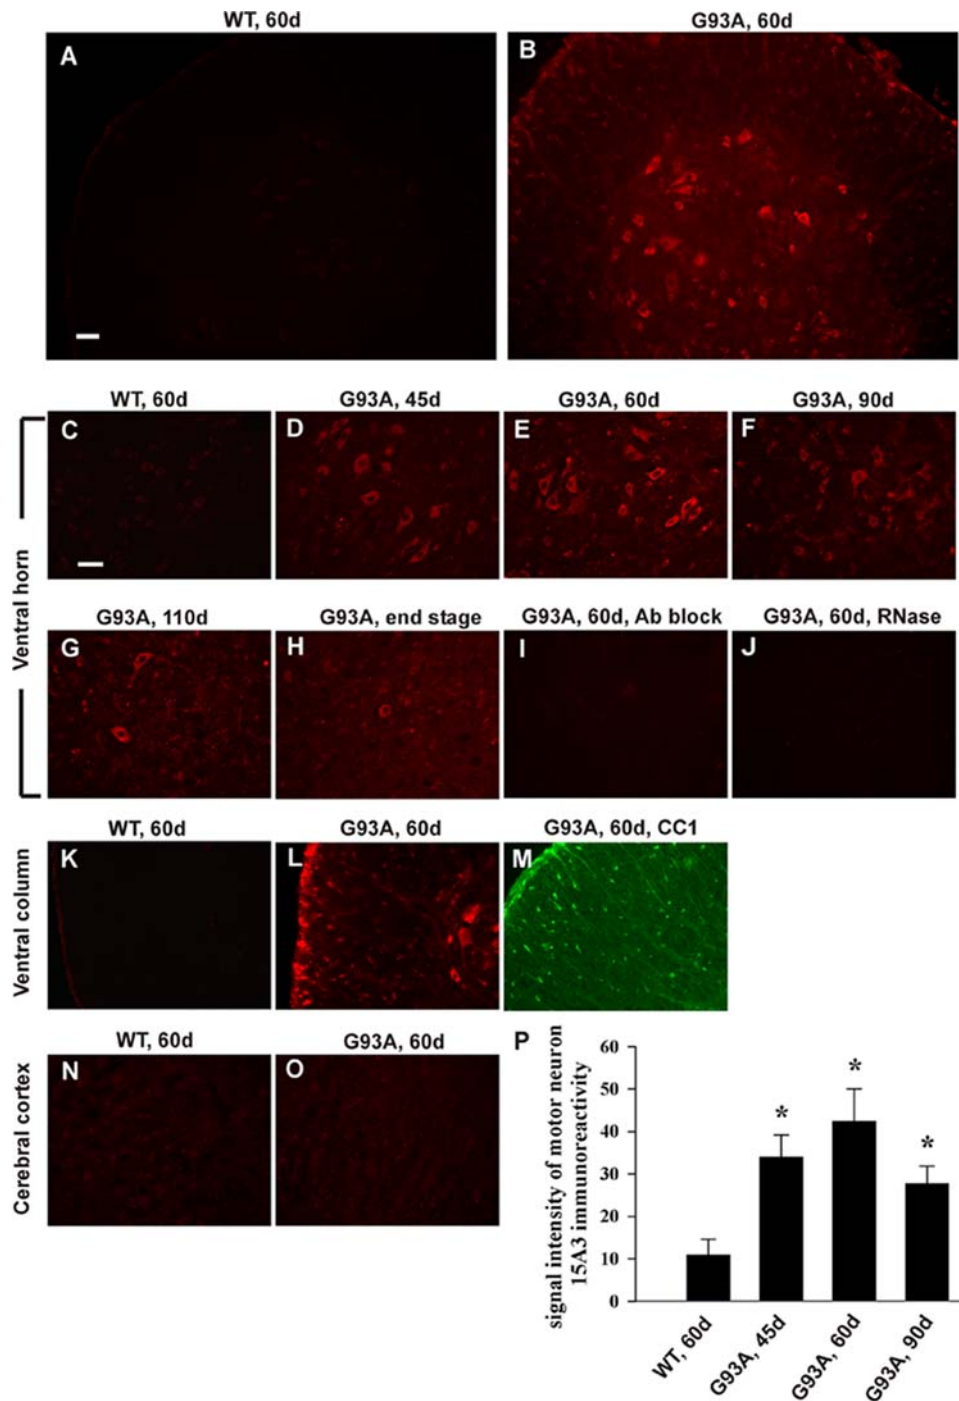 WT, 60d
G93A, 60d
A
B
WT, 60d
G93A, 45d
G93A, 60d
G93A, 90d
C
D
E
F
Ventral horn
G93A, 110d
G93A, end stage
G93A, 60d, Ab block
G93A, 60d, RNase
G
H
I
J
WT, 60d
G93A, 60d
G93A, 60d, CC1
K
L
M
Ventral column
WT, 60d
G93A, 60d
N
O
Cerebral cortex
P
signal intensity of motor neuron
15A3 immunoreactivity
60
50
40
30
20
10
0
*
*
*
WT, 60d
G93A, 45d
G93A, 60d
G93A, 90d